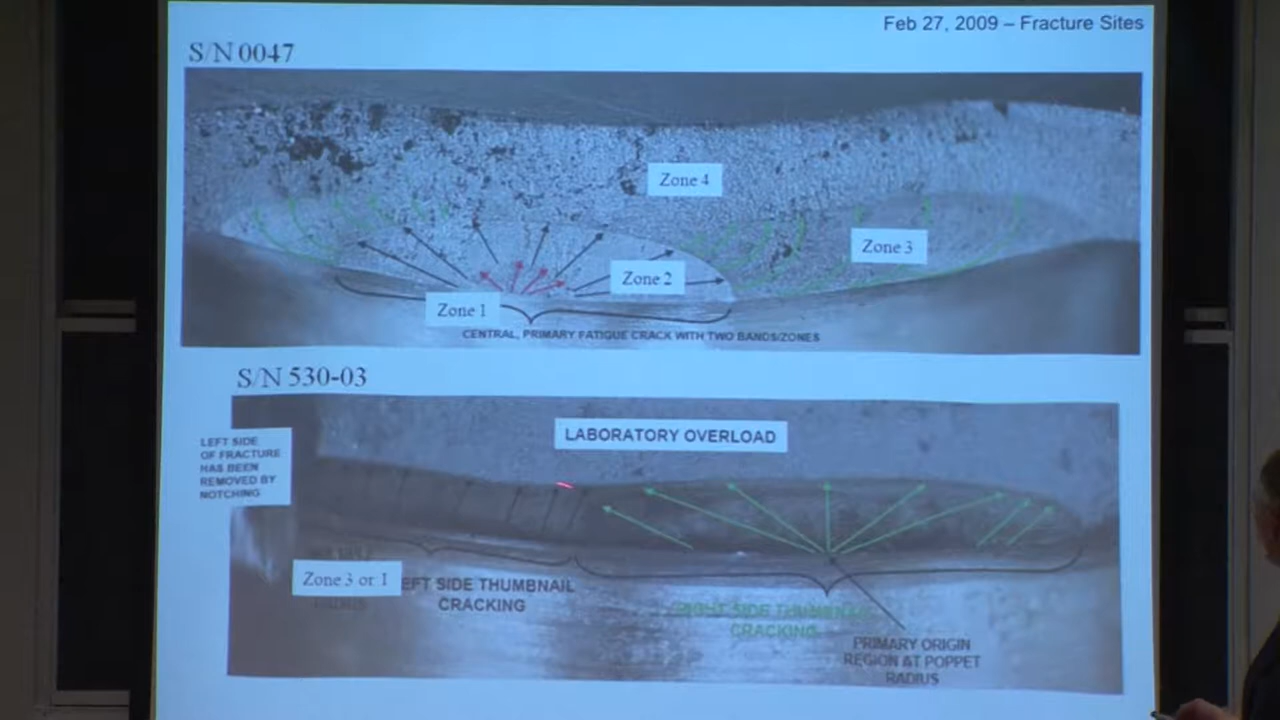 Feb 27, 2009 – Fracture Sites
S/N 0047
Zone 4
Zone 3
Zone 2
Zone 1
CENTRAL, PRIMARY FATIGUE CRACK WITH TWO BANDS/ZONES
S/N 530-03
LABORATORY OVERLOAD
LEFT SIDE
OF FRACTURE
HAS BEEN
REMOVED BY
NOTCHING
Zone 3 or 1
RADIUS
EFT SIDE THUMBNAIL
CRACKING
RIGHT SIDE THUMBNAIL
CRACKING
PRIMARY ORIGIN
REGION AT POPPET
RADIUS